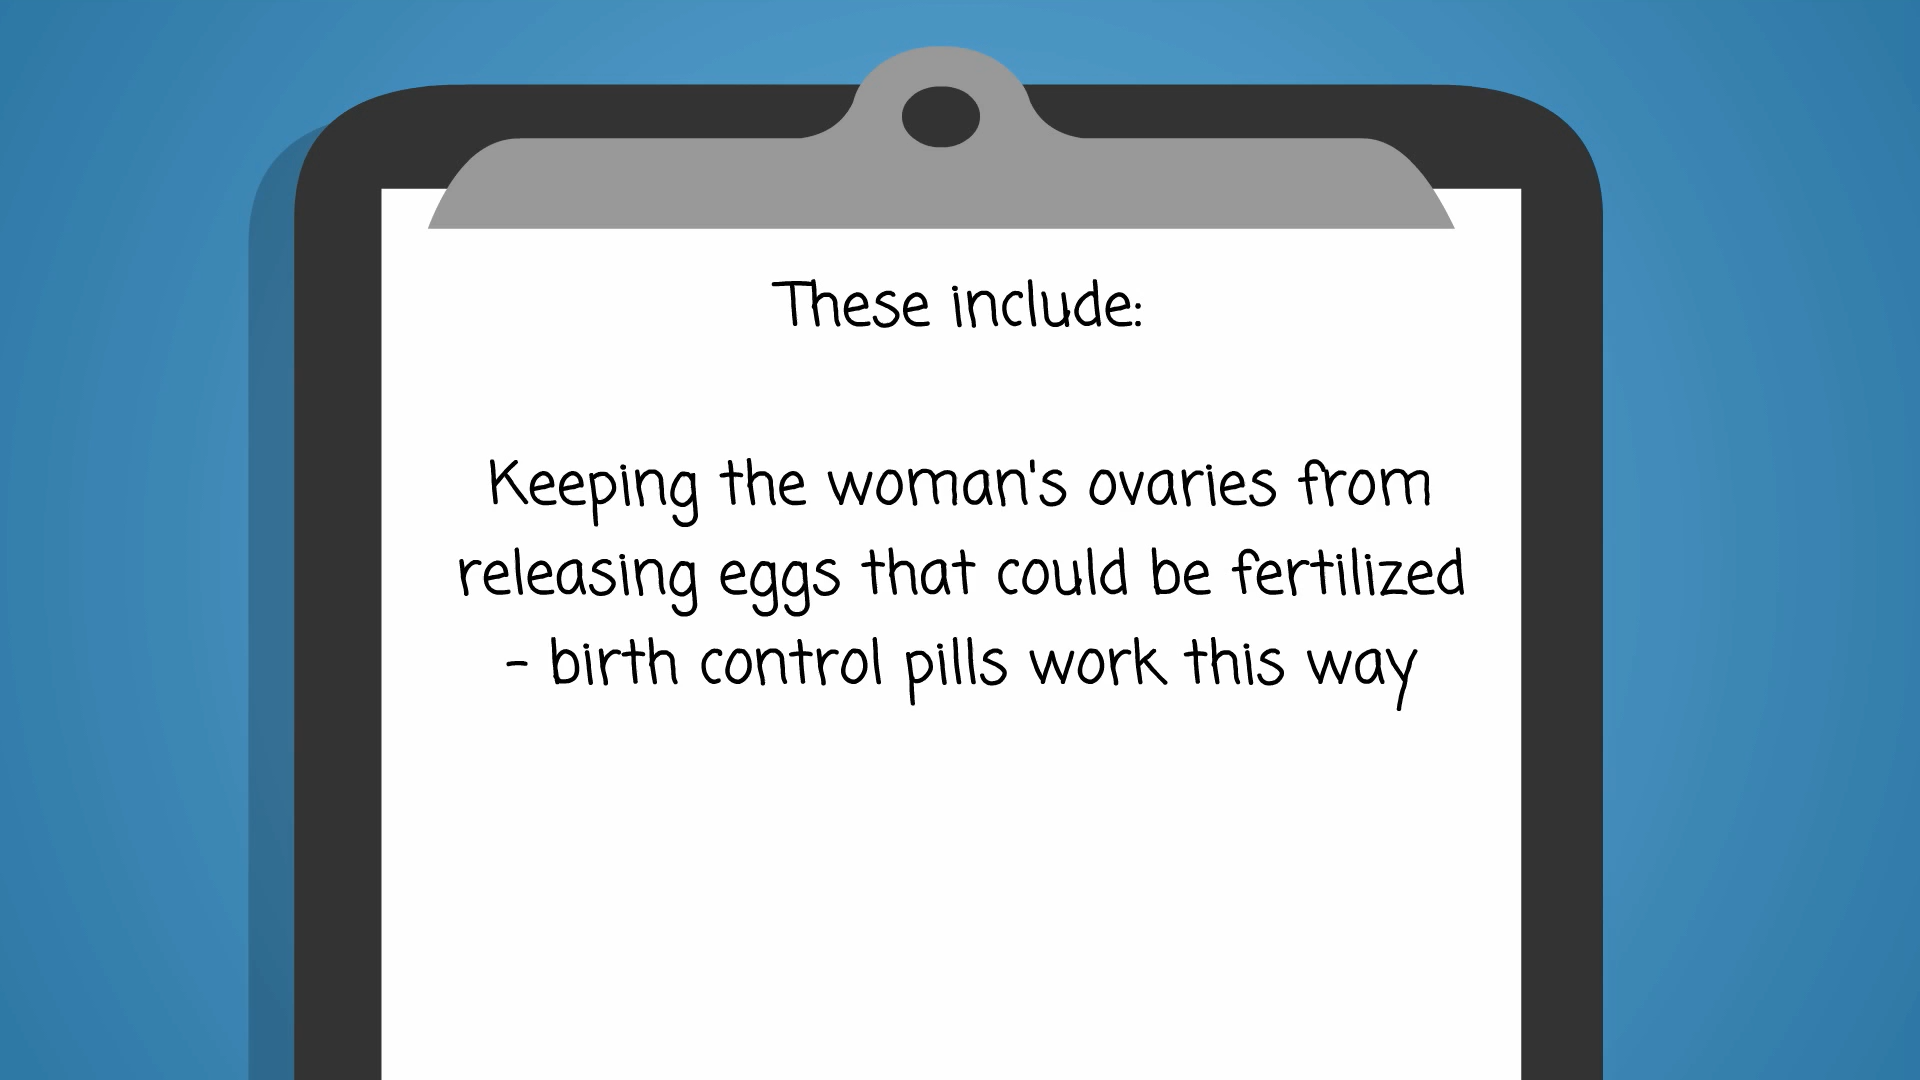 These include:
Keeping the woman's ovaries from
releasing eggs that could be fertilized
- birth control pills work this way